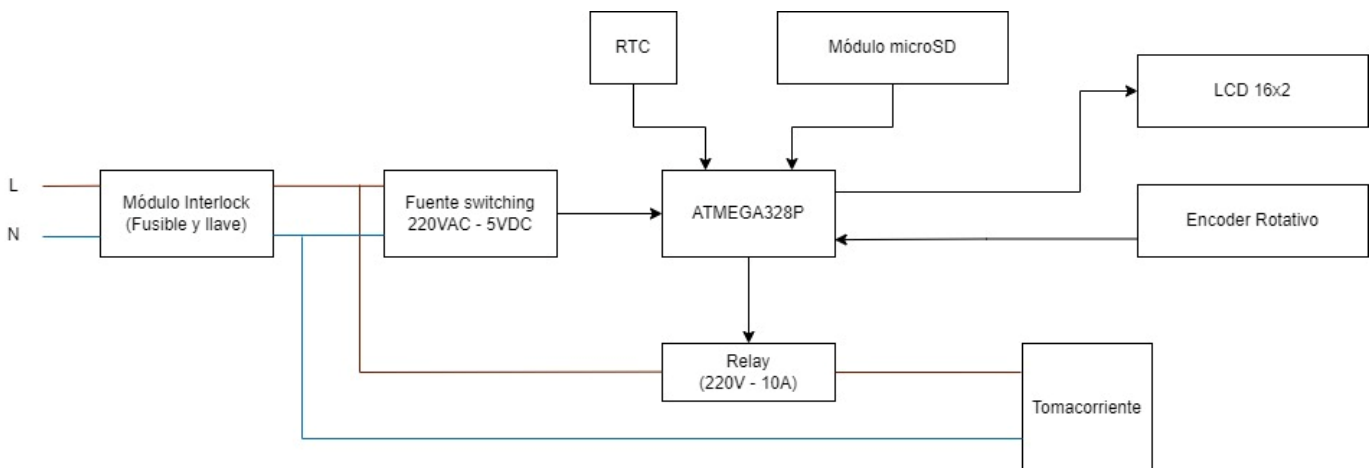 RTC
Módulo microSD
LCD 16x2
L
N
Módulo Interlock
(Fusible y llave)
Fuente switching
220VAC - 5VDC
ATMEGA328P
Encoder Rotativo
Relay
(220V - 10A)
Tomacorriente